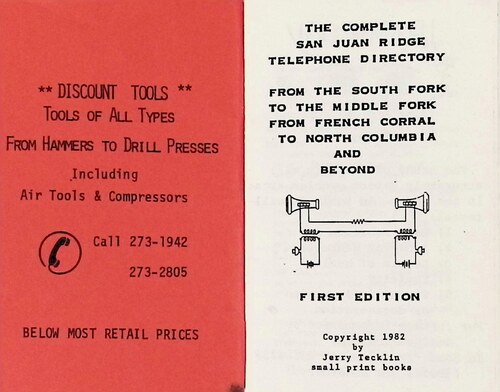 ** DISCOUNT TOOLS **
TOOLS OF ALL TYPES
FROM HAMMERS TO DRILL PRESSES
Including
Air Tools & Compressors
Call 273-1942
273-2805
BELOW MOST RETAIL PRICES
THE COMPLETE
SAN JUAN RIDGE
TELEPHONE DIRECTORY
FROM THE SOUTH FORK
TO THE MIDDLE FORK
FROM FRENCH CORRAL
TO NORTH COLUMBIA
AND
BEYOND
FIRST EDITION
Copyright 1982
by
Jerry Tecklin
small print books